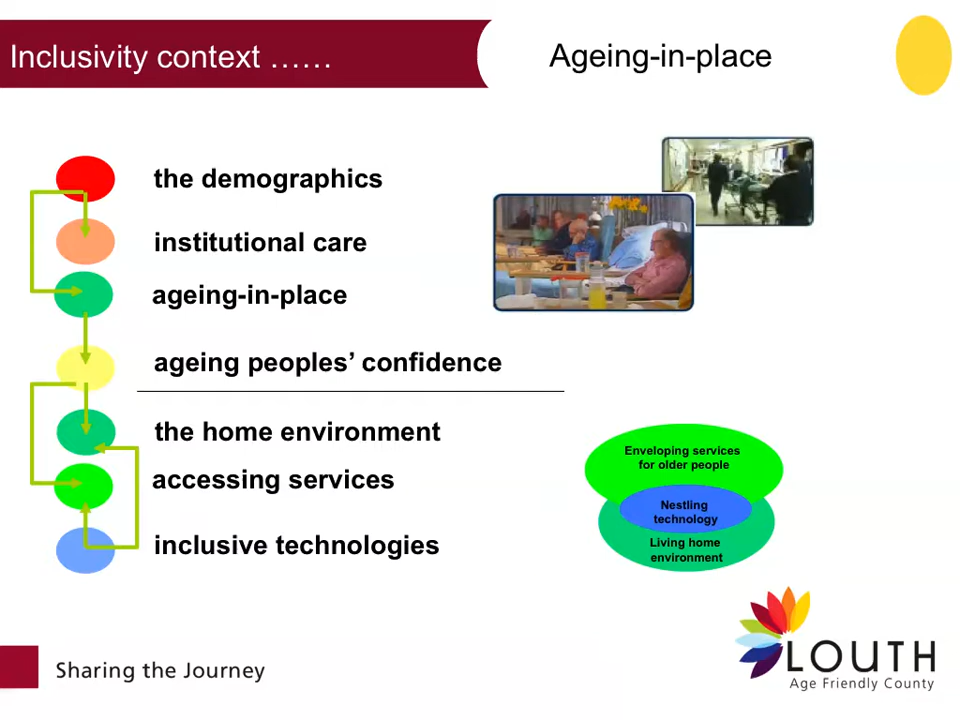 Inclusivity context ……
Ageing-in-place
the demographics
institutional care
ageing-in-place
ageing peoples’ confidence
the home environment
accessing services
inclusive technologies
Enveloping services
for older people
Nestling
technology
Living home
environment
Sharing the Journey
LOUTH
Age Friendly County